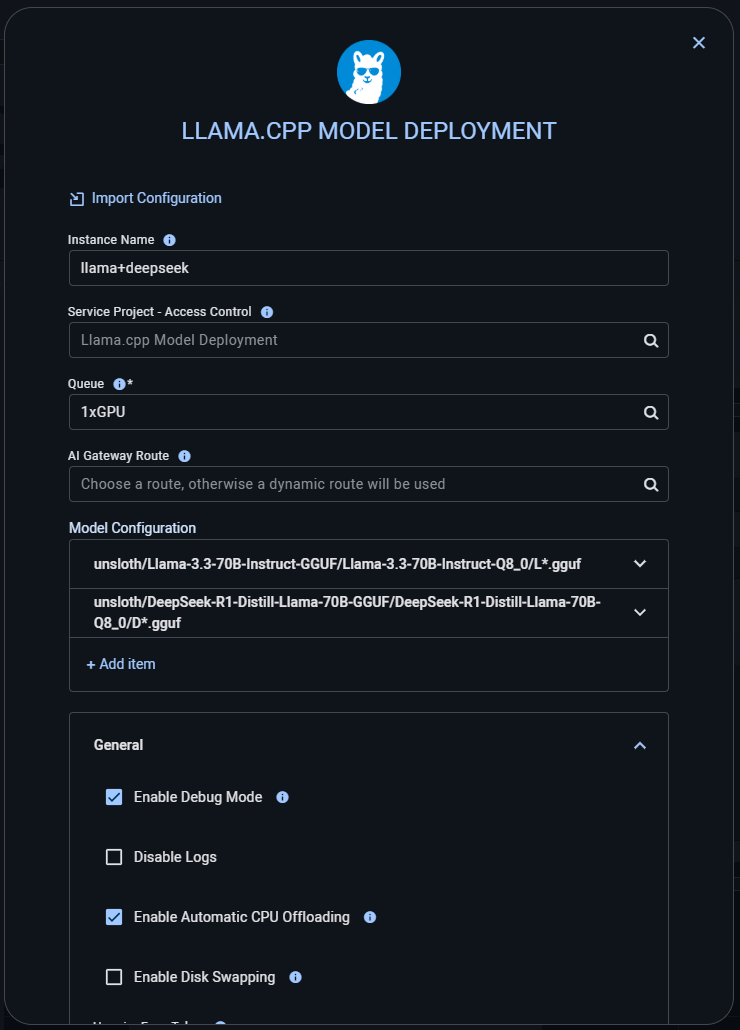 LLAMA.CPP MODEL DEPLOYMENT
Import Configuration
Instance Name
llama+deepseek
Service Project - Access Control
Llama.cpp Model Deployment
Queue *
1xGPU
AI Gateway Route
Choose a route, otherwise a dynamic route will be used
Model Configuration
unsloth/Llama-3.3-70B-Instruct-GGUF/Llama-3.3-70B-Instruct-Q8_0/L*.gguf
unsloth/DeepSeek-R1-Distill-Llama-70B-GGUF/DeepSeek-R1-Distill-Llama-70B-
Q8_0/D*.gguf
+ Add item
General
Enable Debug Mode
Disable Logs
Enable Automatic CPU Offloading
Enable Disk Swapping